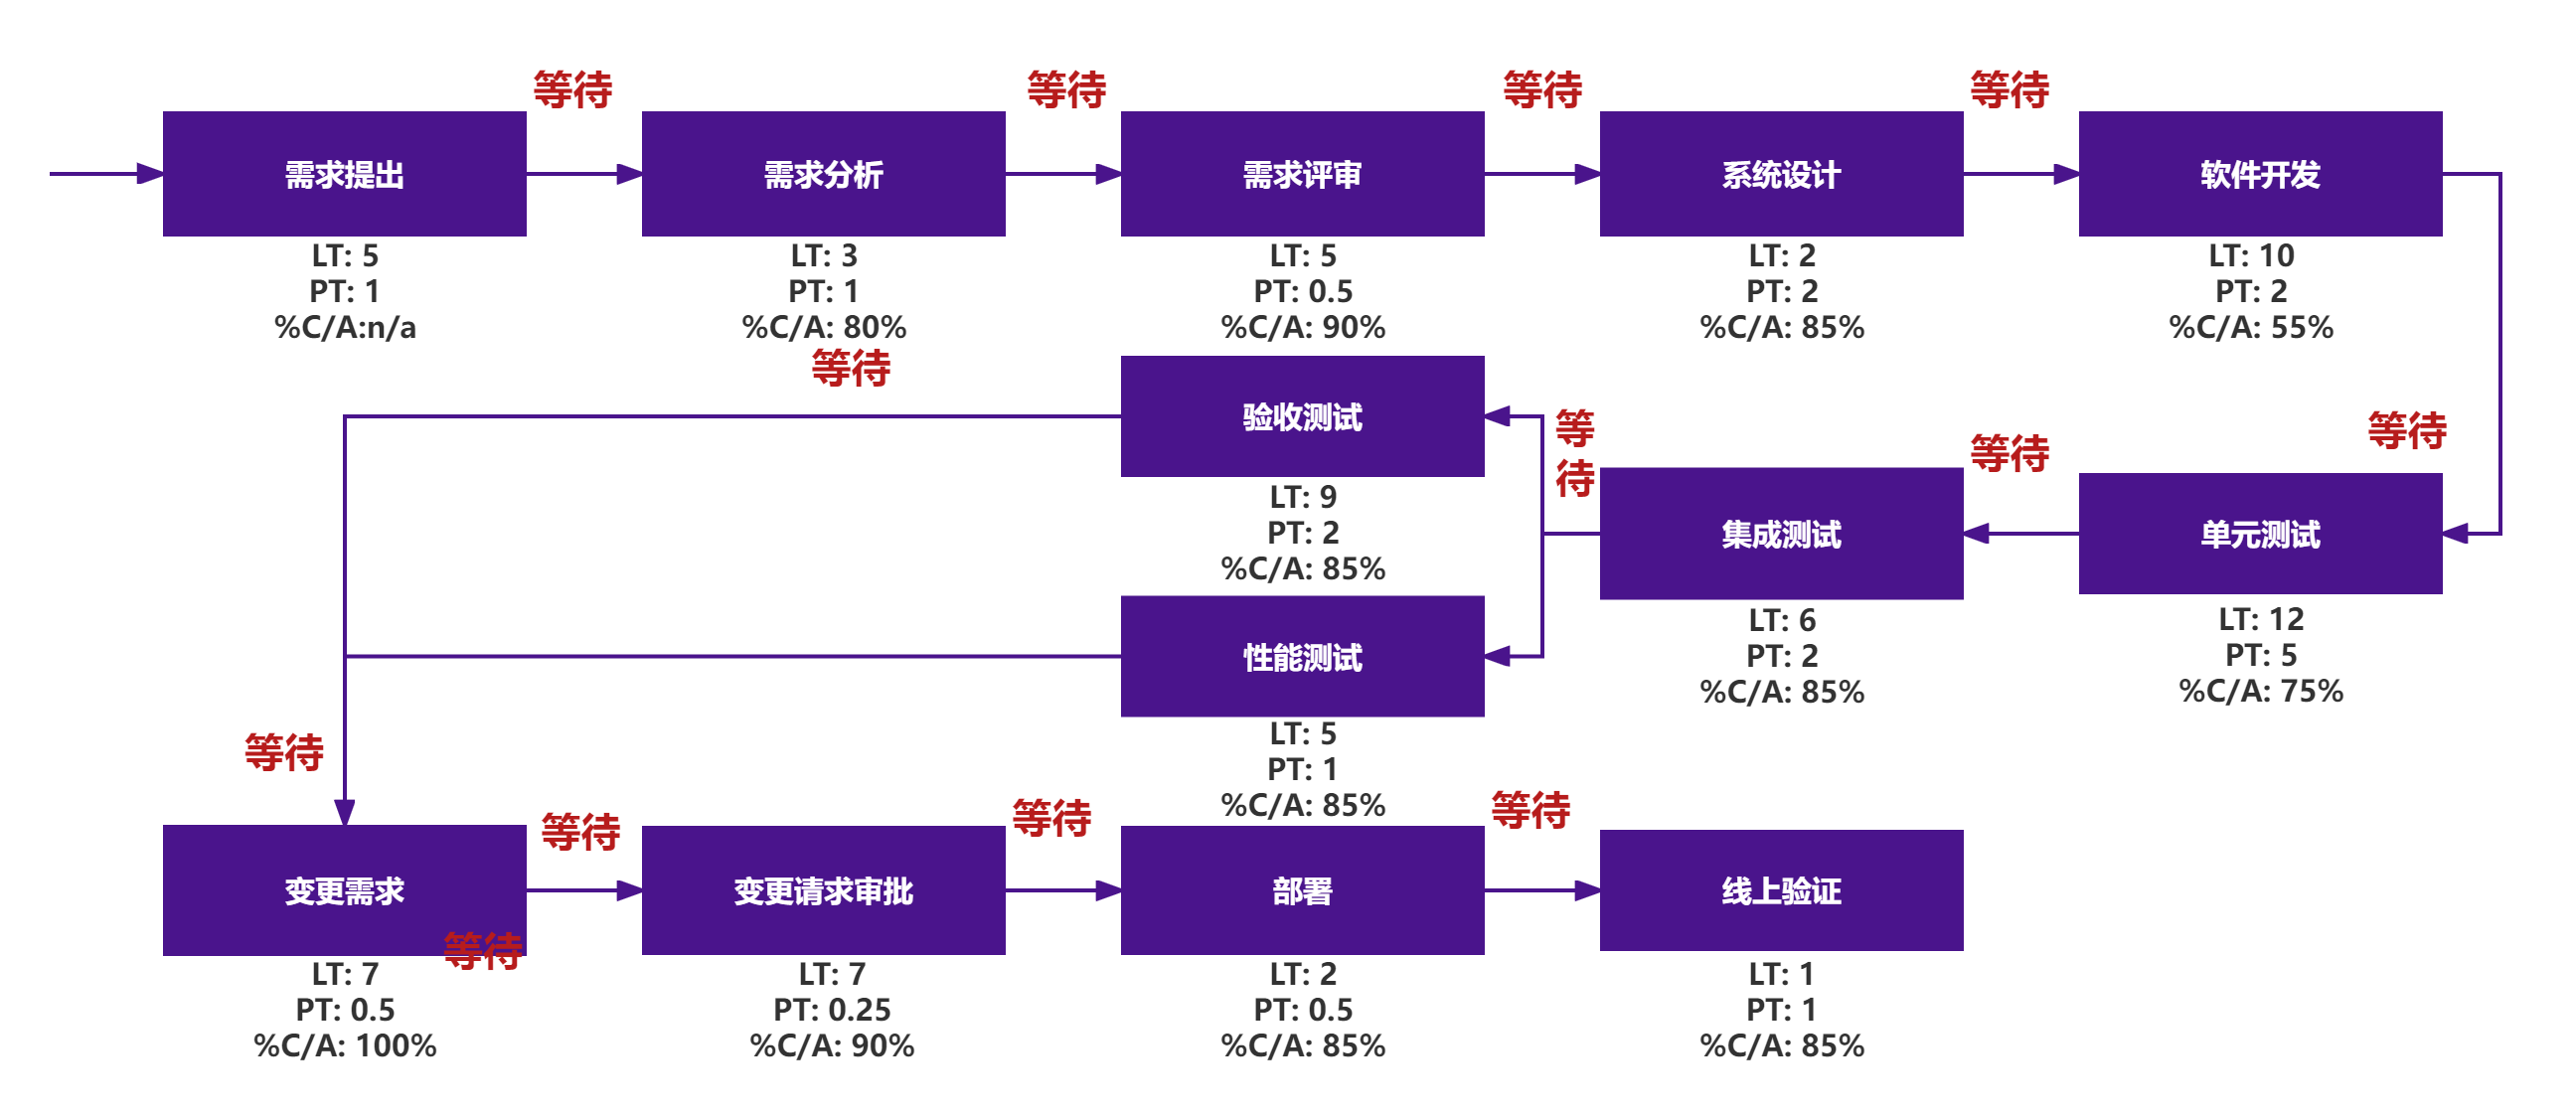 等待
等待
等待
等待
需求提出
需求分析
需求评审
系统设计
软件开发
LT: 5
PT: 1
%C/A:n/a
LT: 3
PT: 1
%C/A: 80%
LT: 5
PT: 0.5
%C/A: 90%
LT: 2
PT: 2
%C/A: 85%
LT: 10
PT: 2
%C/A: 55%
等待
等待
等待
等
待
验收测试
LT: 9
PT: 2
%C/A: 85%
集成测试
LT: 6
PT: 2
%C/A: 85%
单元测试
LT: 12
PT: 5
%C/A: 75%
性能测试
LT: 5
PT: 1
%C/A: 85%
等待
等待
等待
等待
变更需求
等待
LT: 7
PT: 0.5
%C/A: 100%
变更请求审批
LT: 7
PT: 0.25
%C/A: 90%
部署
LT: 2
PT: 0.5
%C/A: 85%
线上验证
LT: 1
PT: 1
%C/A: 85%